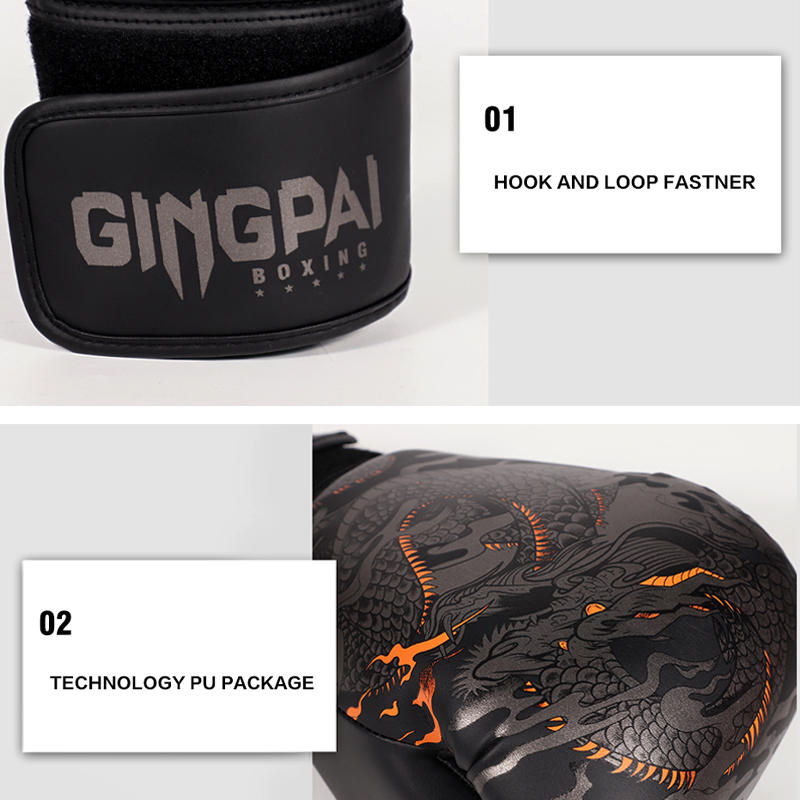 GINGPAI
BOXING
01
HOOK AND LOOP FASTNER
02
TECHNOLOGY PU PACKAGE